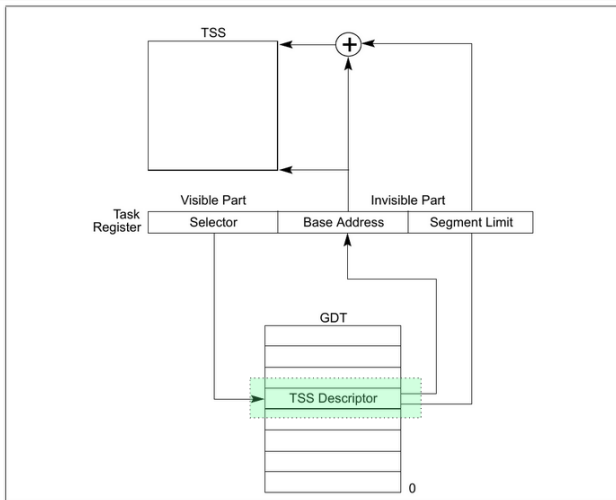 TSS
+
Visible Part
Invisible Part
Task
Register
Selector
Base Address
Segment Limit
GDT
TSS Descriptor
0